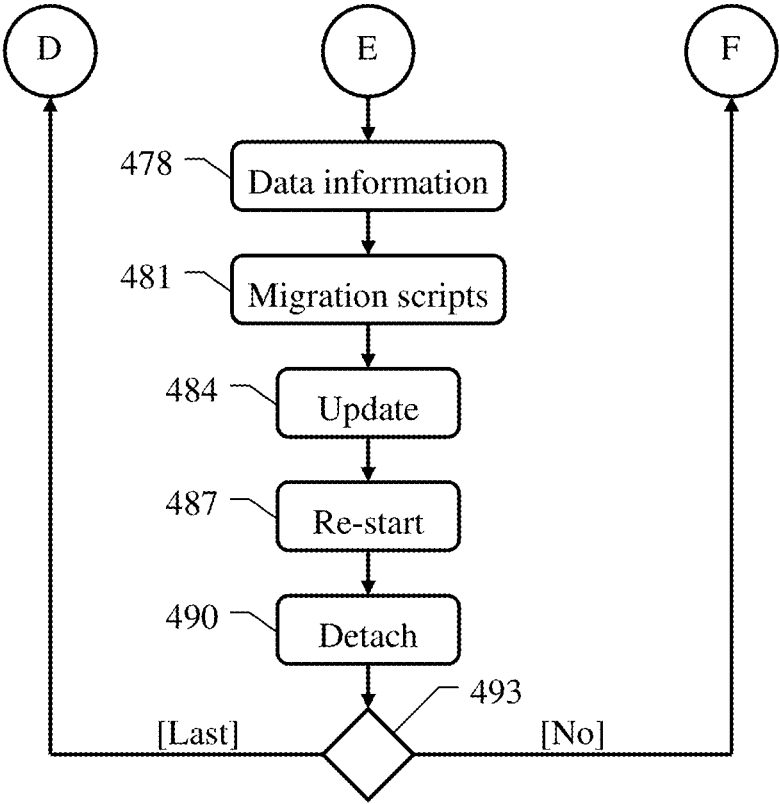 D
E
F
478
Data information
481
Migration scripts
484
Update
487
Re-start
490
Detach
493
[Last]
[No]